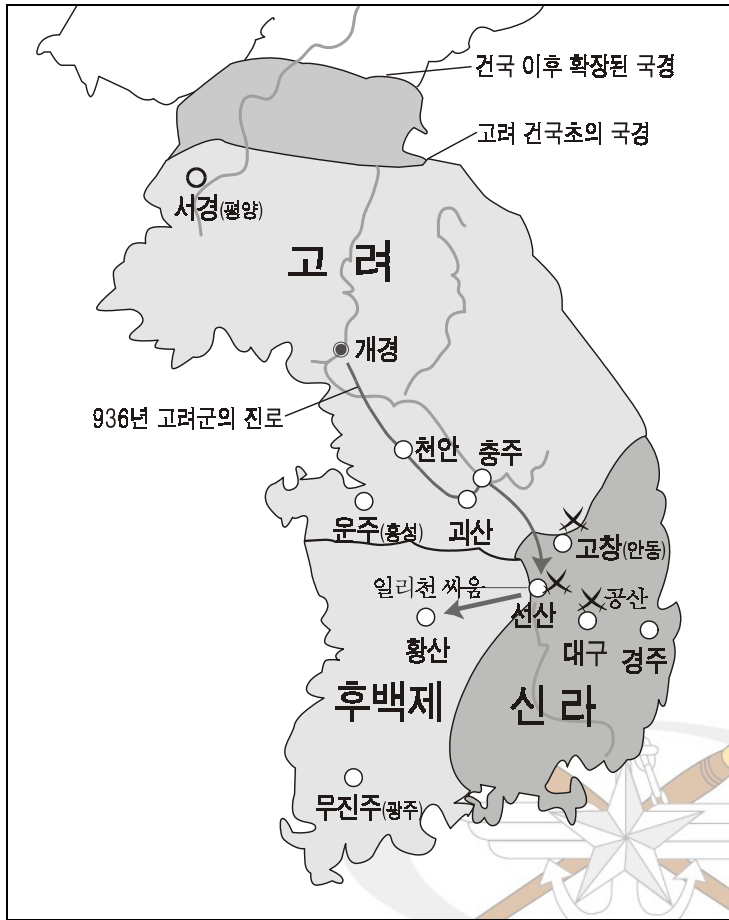 건국 이후 확장된 국경
고려 건국초의 국경
서경(평양)
고 려
개경
936년 고려군의 진로
천안
충주
운주(홍성)
괴산
고창(안동)
일리천 싸움
선산
공산
황산
대구
경주
후백제
신 라
무진주(광주)